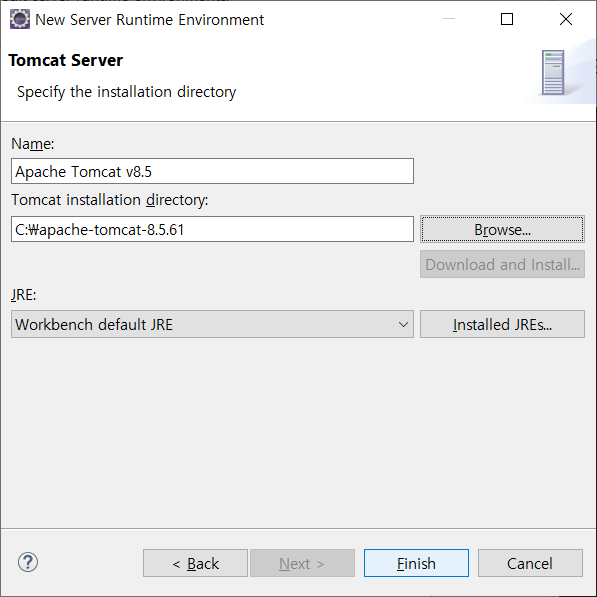 New Server Runtime Environment
Tomcat Server
Specify the installation directory
Name:
Apache Tomcat v8.5
Tomcat installation directory:
C:₩apache-tomcat-8.5.61
Browse...
Download and Install...
JRE:
Workbench default JRE
Installed JREs...
?
< Back
Next >
Finish
Cancel